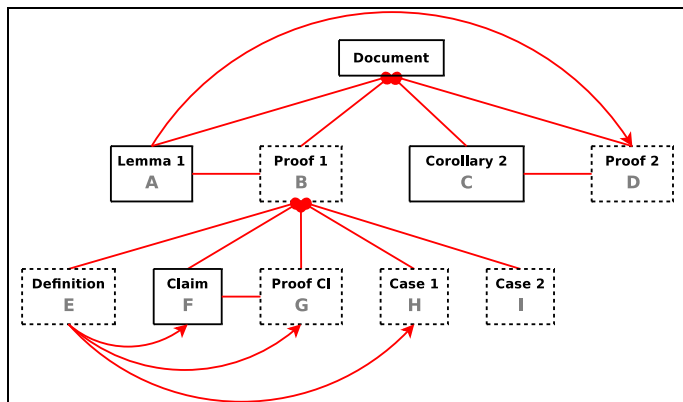 Document
Lemma 1
A
Proof 1
B
Corollary 2
C
Proof 2
D
Definition
E
Claim
F
Proof Cl
G
Case 1
H
Case 2
I